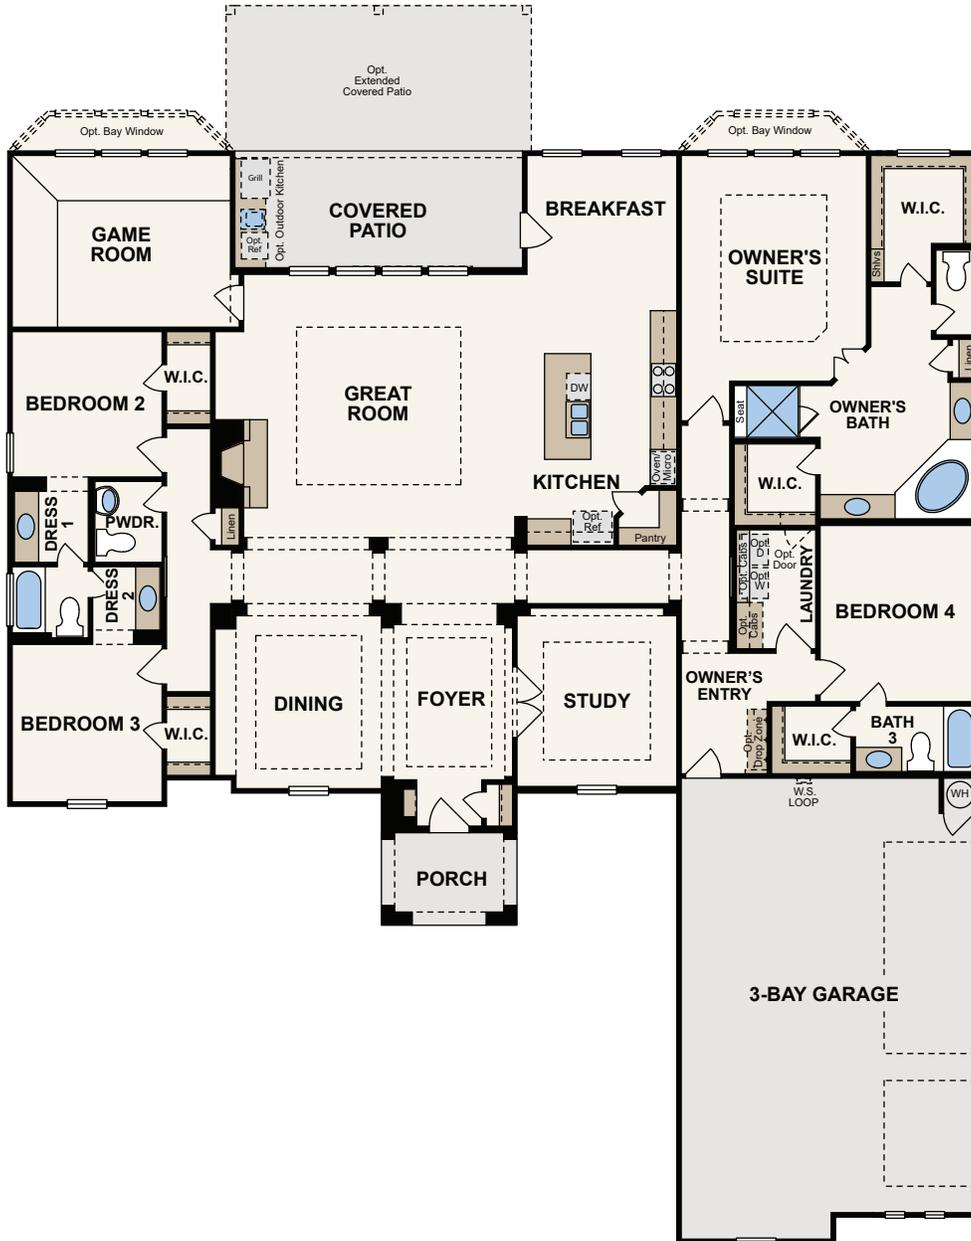 Opt.
Extended
Covered Patio
Opt. Bay Window
Opt. Bay Window
Grill
Opt.
Ref
Opt. Outdoor Kitchen
COVERED
PATIO
BREAKFAST
GAME
ROOM
OWNER'S
SUITE
W.I.C.
Shlvs
Linen
BEDROOM 2
W.I.C.
GREAT
ROOM
DW
KITCHEN
Oven/
Micro
Opt.
Ref
Pantry
Seat
OWNER'S
BATH
W.I.C.
DRESS
1
PWDR.
Linen
DRESS
2
Opt. Cabs
Opt.
D
Opt.
W
Opt.
Door
LAUNDRY
Opt.
Cabs
BEDROOM 4
BEDROOM 3
W.I.C.
DINING
FOYER
STUDY
OWNER'S
ENTRY
Opt.
Drop Zone
W.I.C.
BATH
3
W.S.
LOOP
WH
PORCH
3-BAY GARAGE